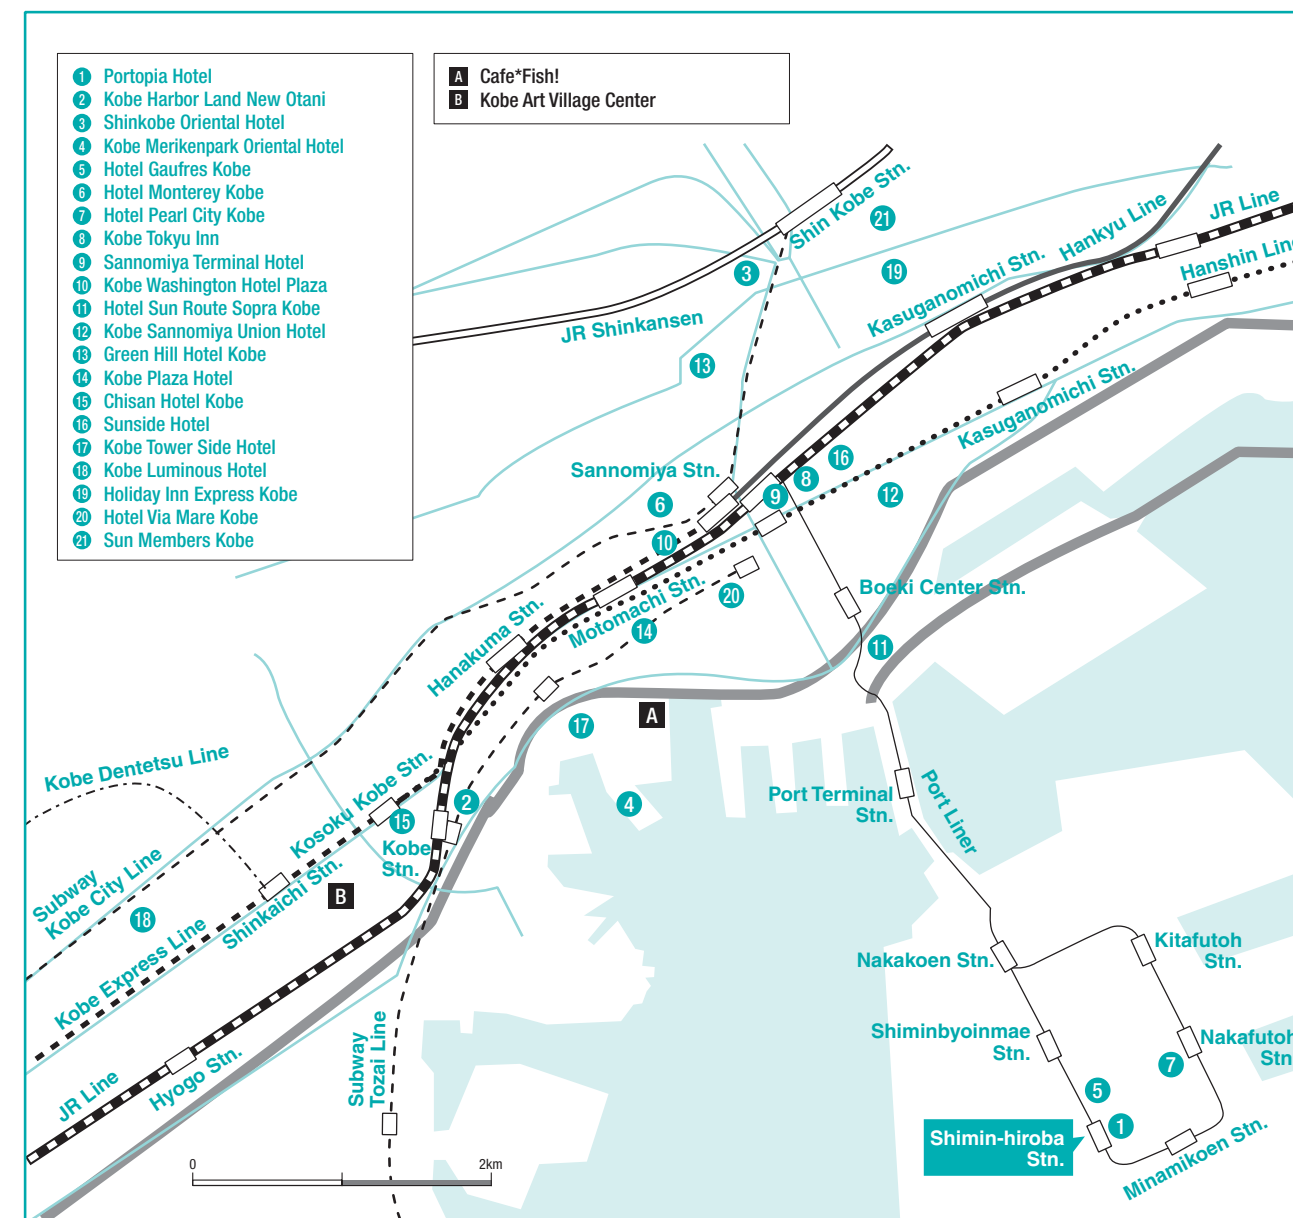 1 Portopia Hotel
2 Kobe Harbor Land New Otani
3 Shinkobe Oriental Hotel
4 Kobe Merikenpark Oriental Hotel
5 Hotel Gaufres Kobe
6 Hotel Monterey Kobe
7 Hotel Pearl City Kobe
8 Kobe Tokyu Inn
9 Sannomiya Terminal Hotel
10 Kobe Washington Hotel Plaza
11 Hotel Sun Route Sopra Kobe
12 Kobe Sannomiya Union Hotel
13 Green Hill Hotel Kobe
14 Kobe Plaza Hotel
15 Chisan Hotel Kobe
16 Sunside Hotel
17 Kobe Tower Side Hotel
18 Kobe Luminous Hotel
19 Holiday Inn Express Kobe
20 Hotel Via Mare Kobe
21 Sun Members Kobe
A Cafe*Fish!
B Kobe Art Village Center
Shin Kobe Stn.
21
Hankyu Line
JR Line
Hanshin Line
3
19
Kasuganomichi Stn.
JR Shinkansen
13
Kasuganomichi Stn.
Sannomiya Stn.
16
8
9
12
6
10
Motomachi Stn.
20
Boeki Center Stn.
Hanakuma Stn.
14
11
17
A
Kobe Dentetsu Line
Kosoku Kobe Stn.
2
4
15
Kobe
Stn.
Port Terminal
Stn.
Port Liner
Subway
Kobe City Line
18
Shinkaichi Stn.
B
Kobe Express Line
Nakakoen Stn.
Kitafutoh
Stn.
Shiminbyoinmae
Stn.
Nakafutoh
Stn
7
5
1
Subway
Tozai Line
JR Line
Hyogo Stn.
Shimin-hiroba
Stn.
Minamikoen Stn.
0
2km